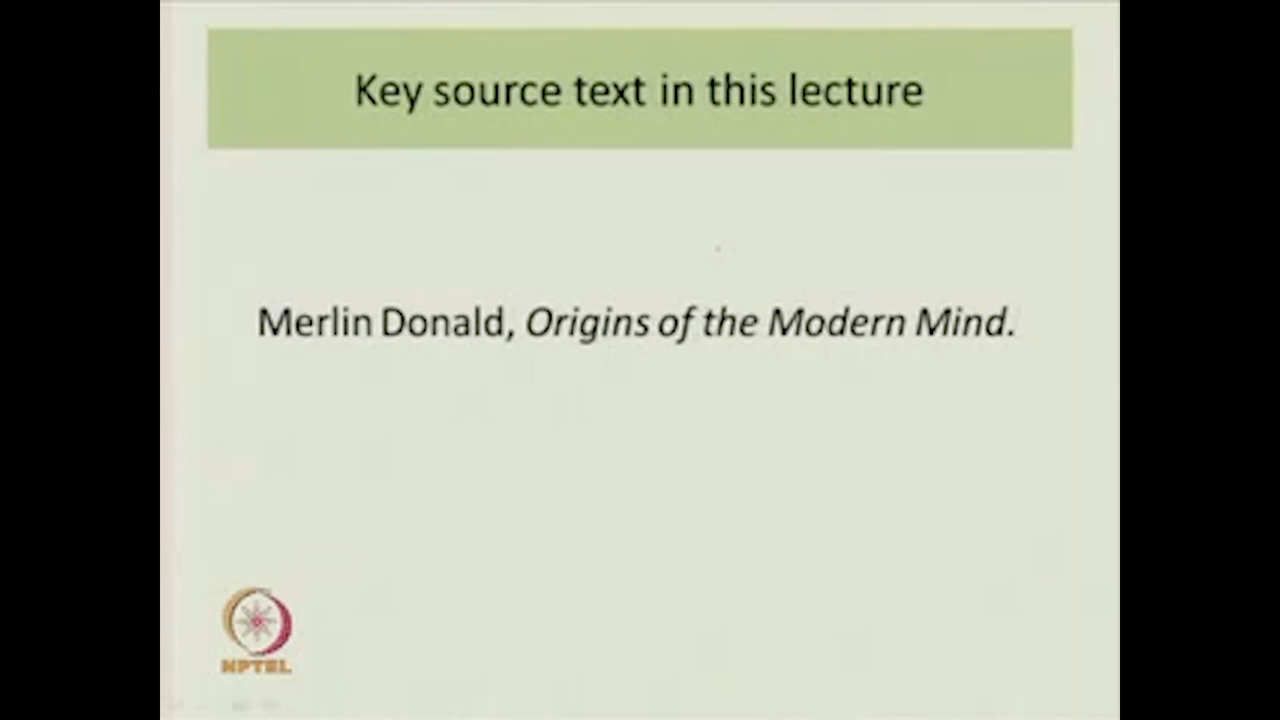 Key source text in this lecture
Merlin Donald, Origins of the Modern Mind.
NPTEL